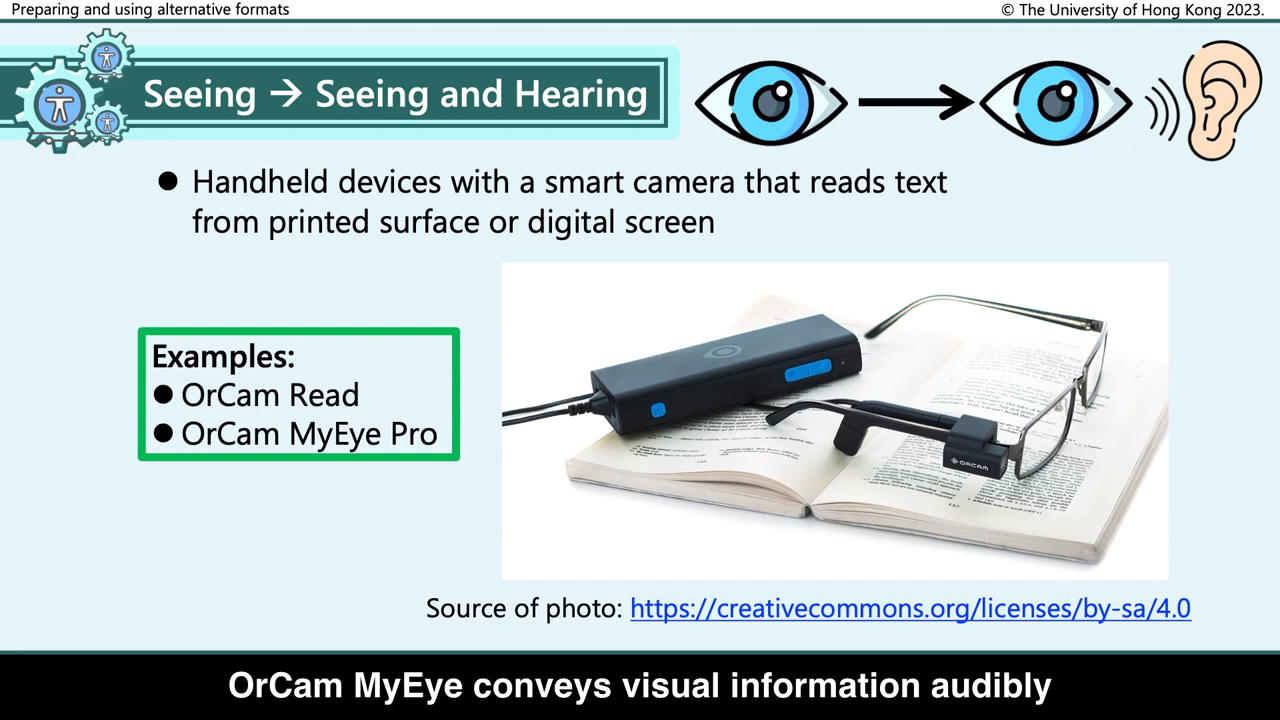 Preparing and using alternative formats
© The University of Hong Kong 2023.
Seeing → Seeing and Hearing
● Handheld devices with a smart camera that reads text
from printed surface or digital screen
Examples:
● OrCam Read
● OrCam MyEye Pro
ORCAM
157
Source of photo: https://creativecommons.org/licenses/by-sa/4.0
OrCam MyEye conveys visual information audibly